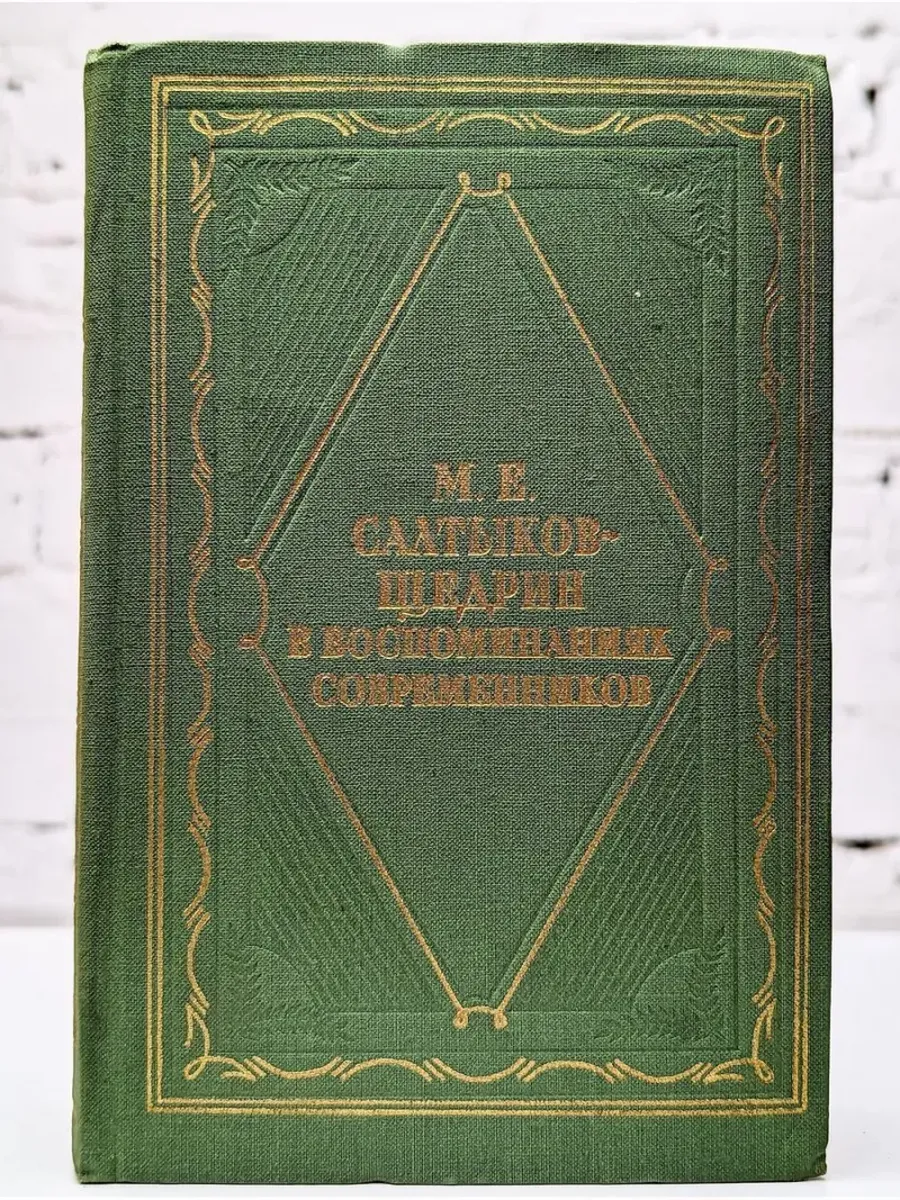 М. Е.
САЛТЫКОВ-
ЩЕДРИН
В ВОСПОМИНАНИЯХ
СОВРЕМЕННИКОВ